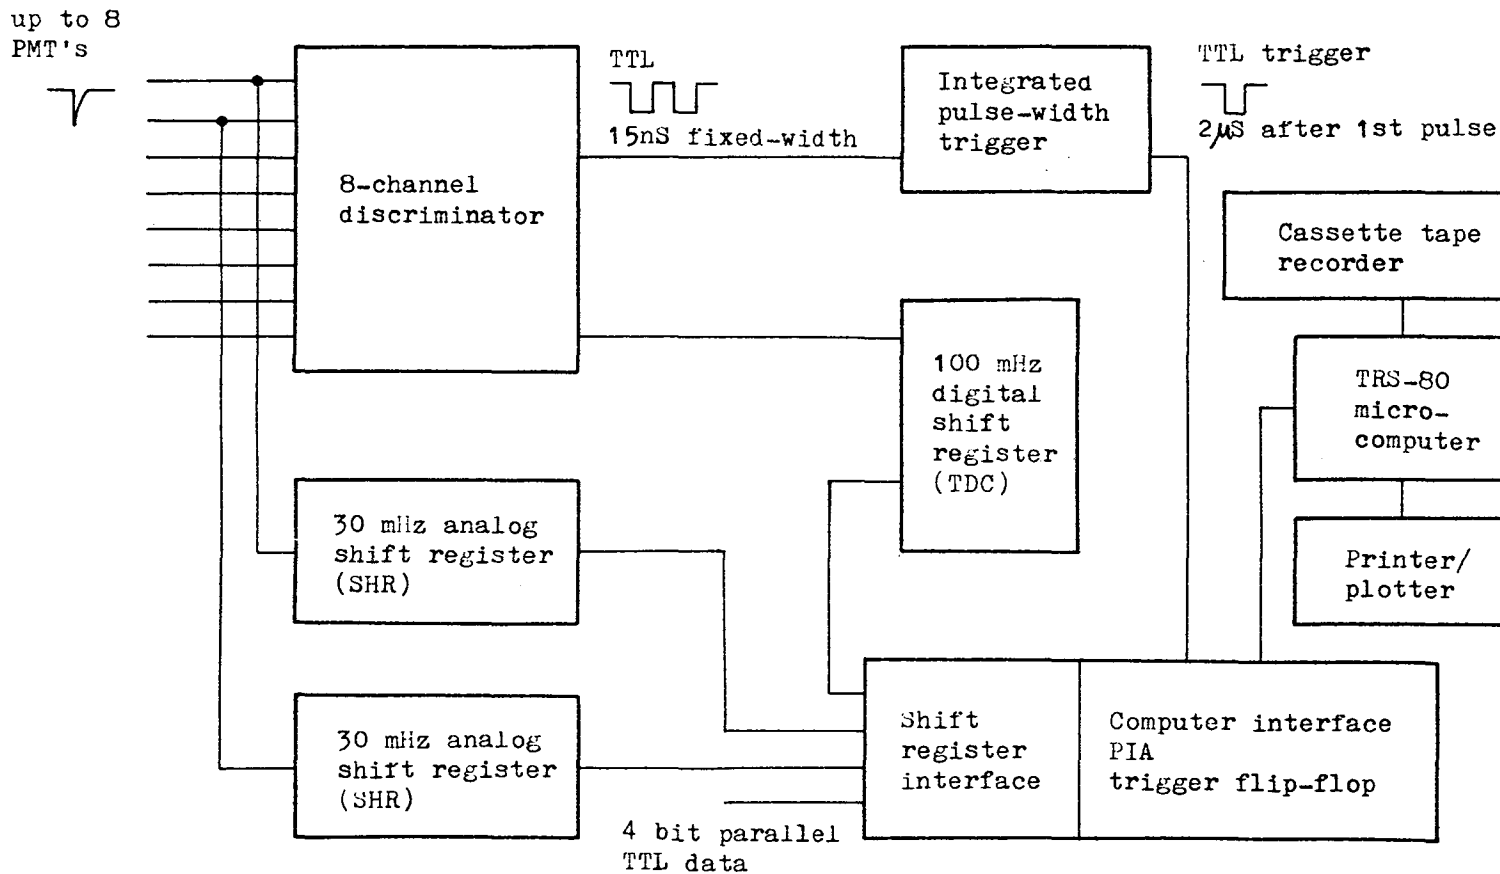 up to 8
PMT's
TTL
15nS fixed-width
8-channel
discriminator
Integrated
pulse-width
trigger
TTL trigger
2μS after 1st pulse
Cassette tape
recorder
100 mHz
digital
shift
register
(TDC)
TRS-80
micro-
computer
Printer/
plotter
30 mHz analog
shift register
(SHR)
30 mHz analog
shift register
(SHR)
Shift
register
interface
Computer interface
PIA
trigger flip-flop
4 bit parallel
TTL data